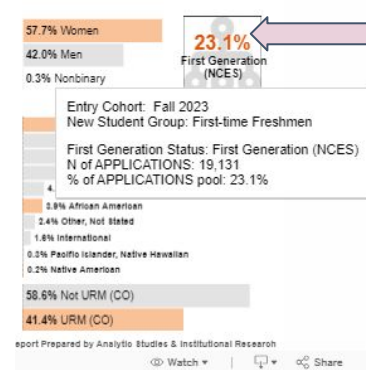 57.7% Women
42.0% Men
0.3% Nonbinary
23.1%
First Generation
(NCES)
Entry Cohort: Fall 2023
New Student Group: First-time Freshmen
First Generation Status: First Generation (NCES)
N of APPLICATIONS: 19,131
% of APPLICATIONS pool: 23.1%
4.
3.9% African American
2.4% Other, Not Stated
1.6% International
0.3% Pacific Islander, Native Hawaiian
0.2% Native American
58.6% Not URM (CO)
41.4% URM (CO)
eport Prepared by Analytic Studies & Institutional Research
Watch
Share